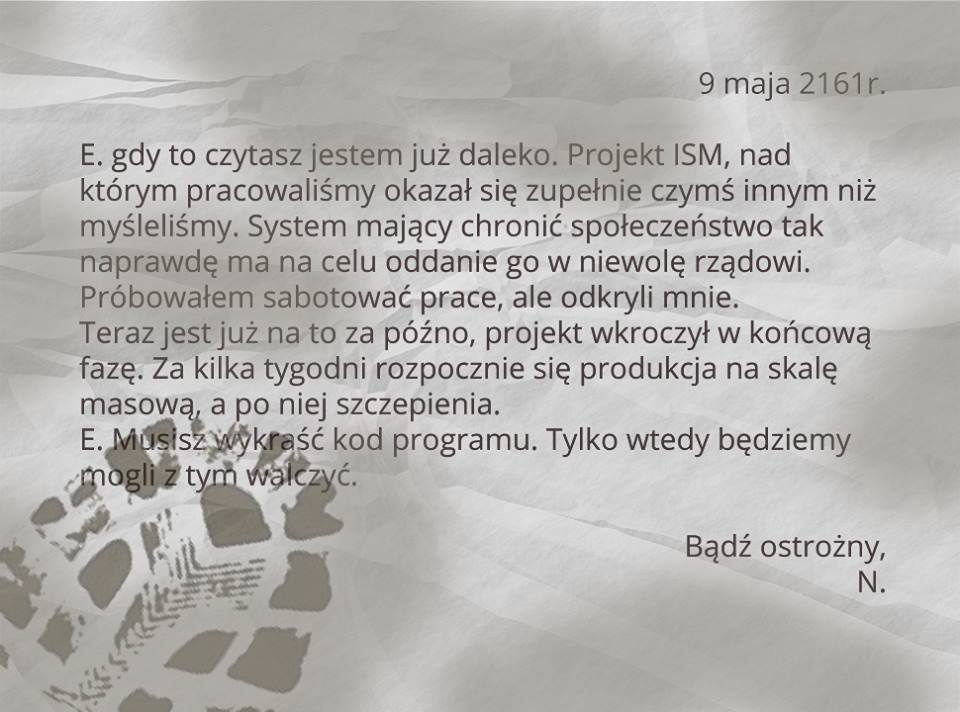 9 maja 2161r.
E. gdy to czytasz jestem już daleko. Projekt ISM, nad
którym pracowaliśmy okazał się zupełnie czymś innym niż
myśleliśmy. System mający chronić społeczeństwo tak
naprawdę ma na celu oddanie go w niewolę rządowi.
Próbowałem sabotować prace, ale odkryli mnie.
Teraz jest już na to za późno, projekt wkroczył w końcową
fazę. Za kilka tygodni rozpocznie się produkcja na skalę
masową, a po niej szczepienia.
E. Musisz wykraść kod programu. Tylko wtedy będziemy
mogli z tym walczyć.
Bądź ostrożny,
N.